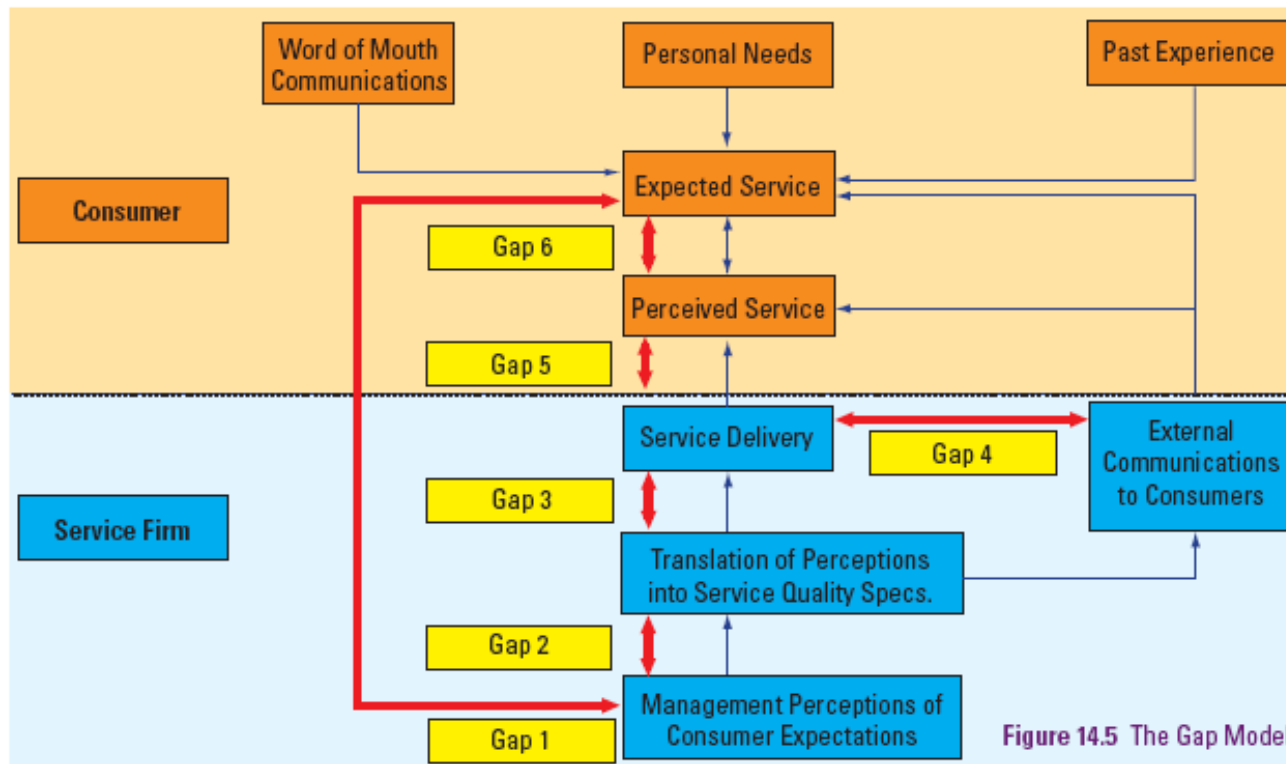 Word of Mouth
Communications
Personal Needs
Past Experience
Consumer
Expected Service
Gap 6
Perceived Service
Gap 5
Service Firm
Service Delivery
Gap 4
External
Communications
to Consumers
Gap 3
Translation of Perceptions
into Service Quality Specs.
Gap 2
Management Perceptions of
Consumer Expectations
Gap 1
Figure 14.5 The Gap Model